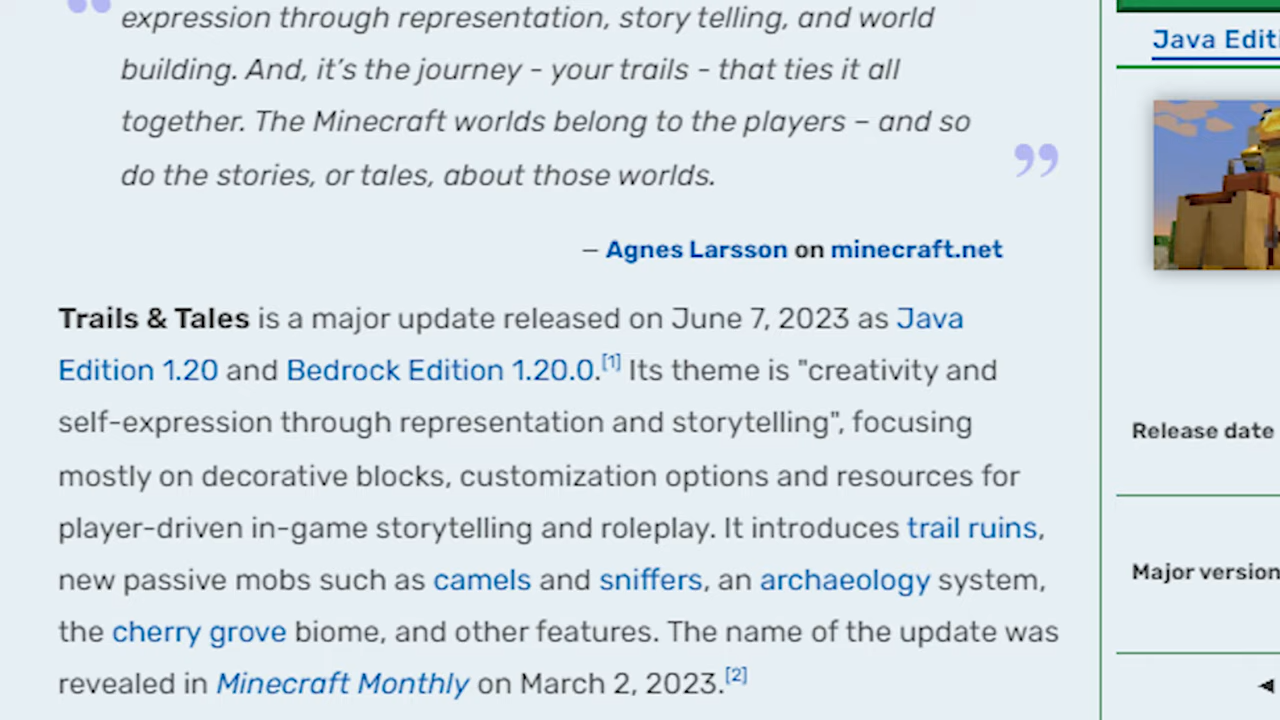 expression through representation, story telling, and world
building. And, it’s the journey - your trails - that ties it all
together. The Minecraft worlds belong to the players – and so
do the stories, or tales, about those worlds.
— Agnes Larsson on minecraft.net
Trails & Tales is a major update released on June 7, 2023 as Java
Edition 1.20 and Bedrock Edition 1.20.0.[1] Its theme is "creativity and
self-expression through representation and storytelling", focusing
mostly on decorative blocks, customization options and resources for
player-driven in-game storytelling and roleplay. It introduces trail ruins,
new passive mobs such as camels and sniffers, an archaeology system,
the cherry grove biome, and other features. The name of the update was
revealed in Minecraft Monthly on March 2, 2023.[2]
Java Editi
Release date
Major version